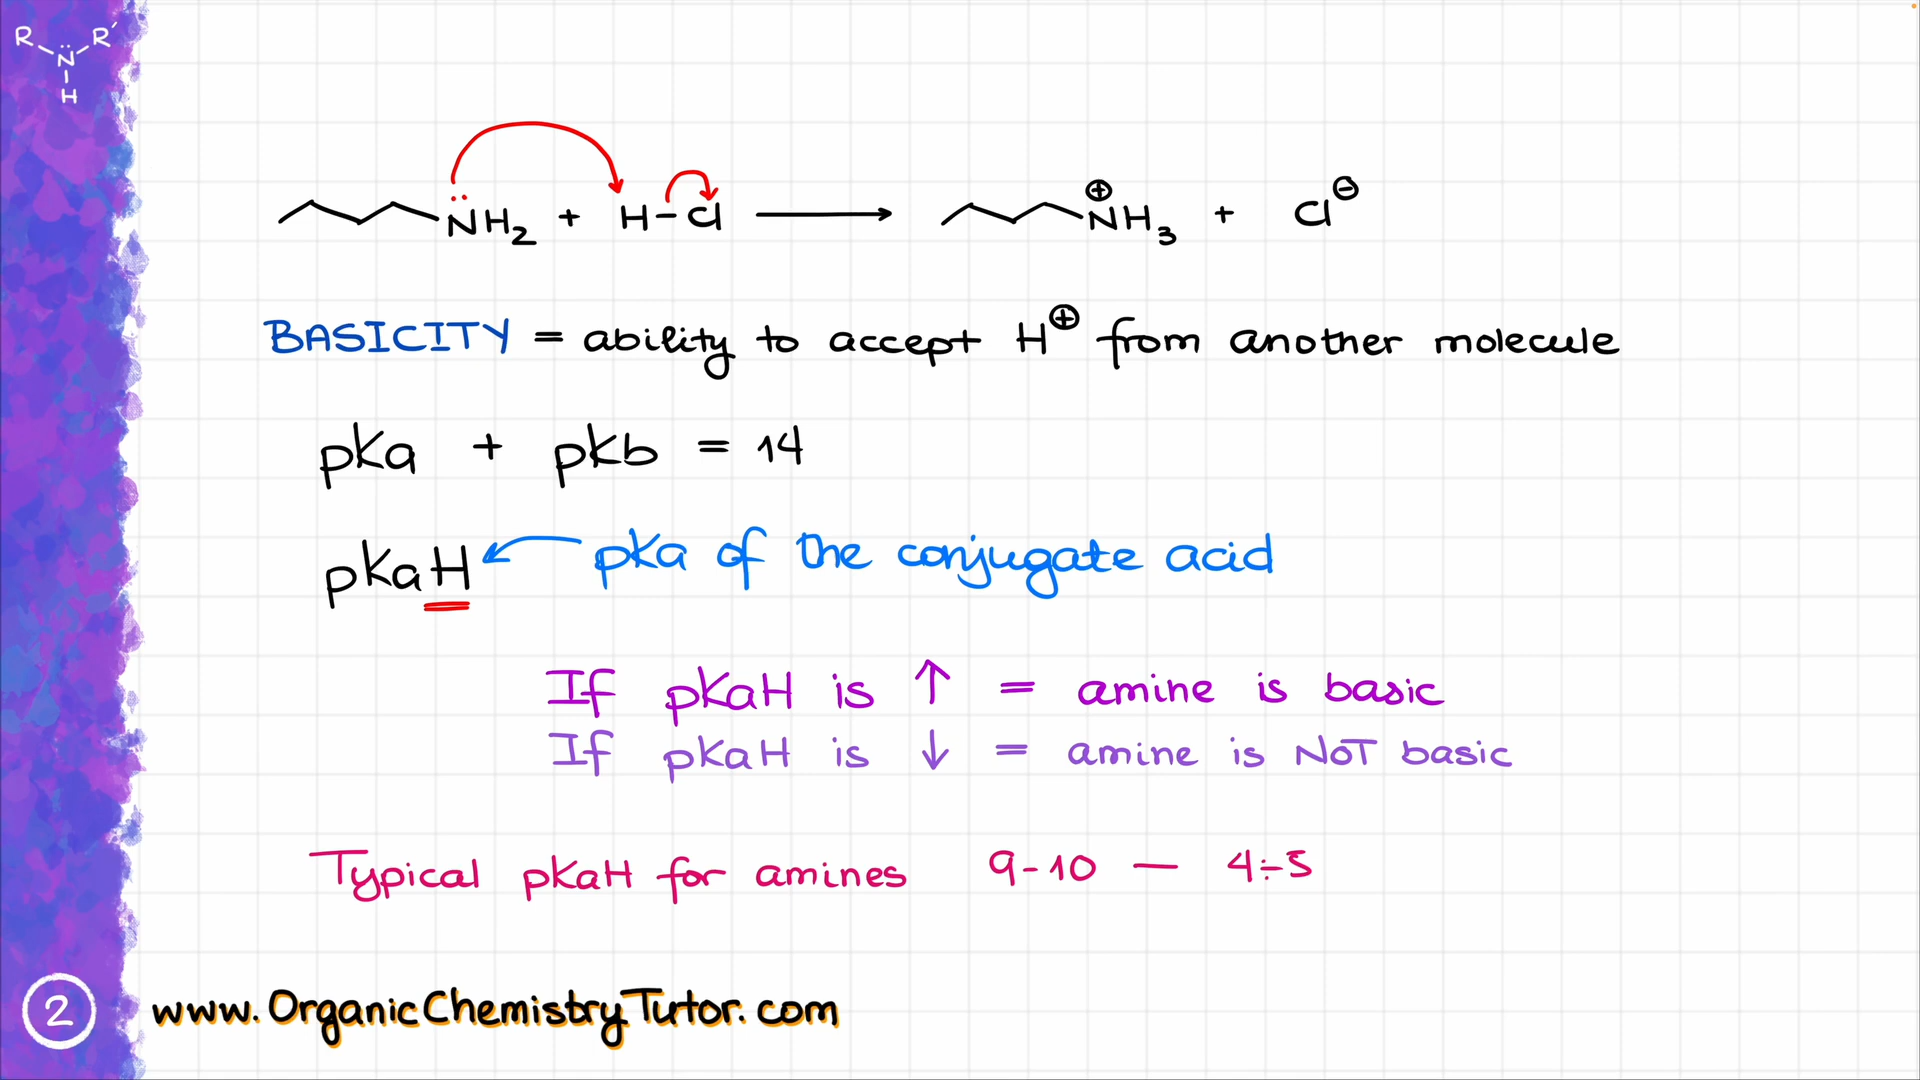 R N R′
H
NH₂ + H-Cl → ⊕NH₃ + Cl⊖
BASICITY = ability to accept H⊕ from another molecule
pKa + pKb = 14
pKaH ← pKa of the conjugate acid
If pKaH is ↑ = amine is basic
If pKaH is ↓ = amine is NOT basic
Typical pKaH for amines 9-10 — 4÷5
2 www.OrganicChemistryTutor.com